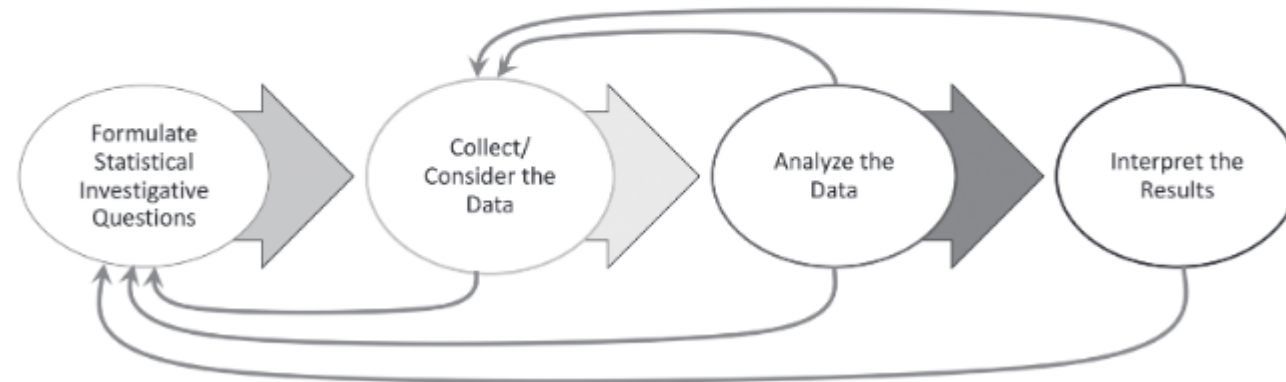 Formulate
Statistical
Investigative
Questions
Collect/
Consider the
Data
Analyze the
Data
Interpret the
Results